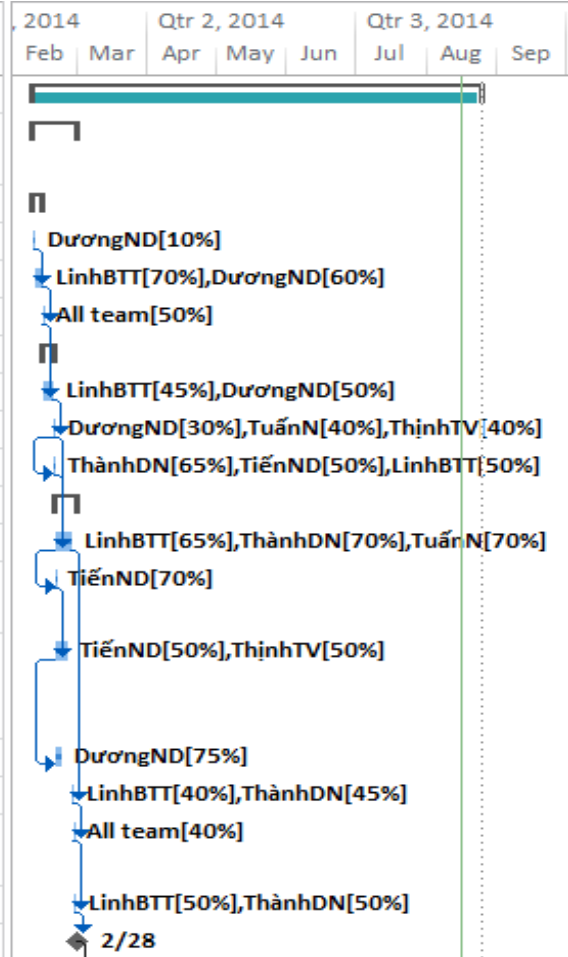 , 2014 Qtr 2, 2014 Qtr 3, 2014
Feb Mar Apr May Jun Jul Aug Sep
DươngND[10%]
LinhBTT[70%],DươngND[60%]
All team[50%]
LinhBTT[45%],DươngND[50%]
DươngND[30%],TuấnN[40%],ThịnhTV[40%]
ThànhDN[65%],TiếnND[50%],LinhBTT[50%]
LinhBTT[65%],ThànhDN[70%],TuấnN[70%]
TiếnND[70%]
TiếnND[50%],ThịnhTV[50%]
DươngND[75%]
LinhBTT[40%],ThànhDN[45%]
All team[40%]
LinhBTT[50%],ThànhDN[50%]
2/28